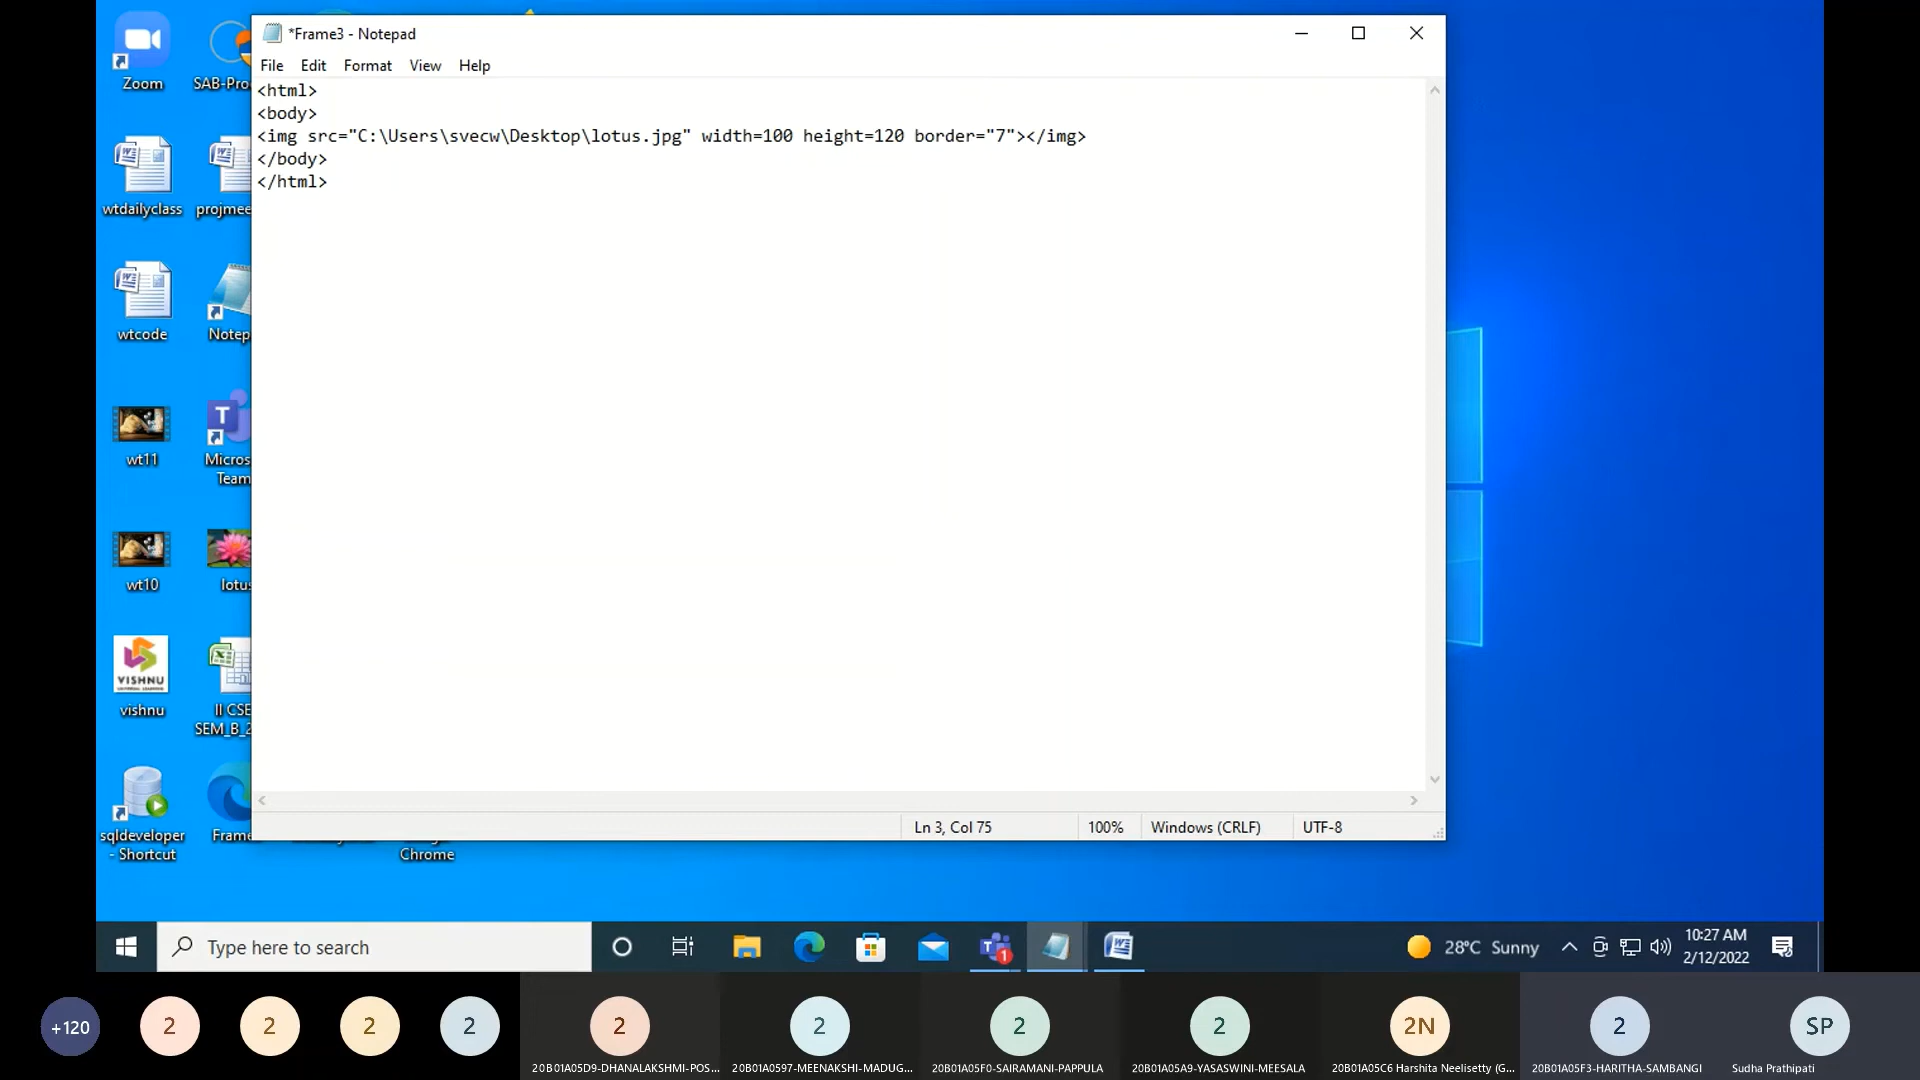 *Frame3 - Notepad
File Edit Format View Help
<html>
<body>
<img src="C:\Users\svecw\Desktop\lotus.jpg" width=100 height=120 border="7"></img>
</body>
</html>
Ln 3, Col 75 100% Windows (CRLF) UTF-8
Zoom
SAB-Pro
wtdailyclass
projmee
wtcode
Notep
wt11
Micros
Team
wt10
lotus
VISHNU
UNIVERSAL LEARNING
vishnu
II CSE
SEM_B_2
sqldeveloper
- Shortcut
Frame
Chrome
Type here to search
1
28°C Sunny
10:27 AM
2/12/2022
+120
2
2
2
2
2
20B01A05D9-DHANALAKSHMI-POS...
2
20B01A0597-MEENAKSHI-MADUG...
2
20B01A05F0-SAIRAMANI-PAPPULA
2
20B01A05A9-YASASWINI-MEESALA
2N
20B01A05C6 Harshita Neelisetty (G...
2
20B01A05F3-HARITHA-SAMBANGI
SP
Sudha Prathipati